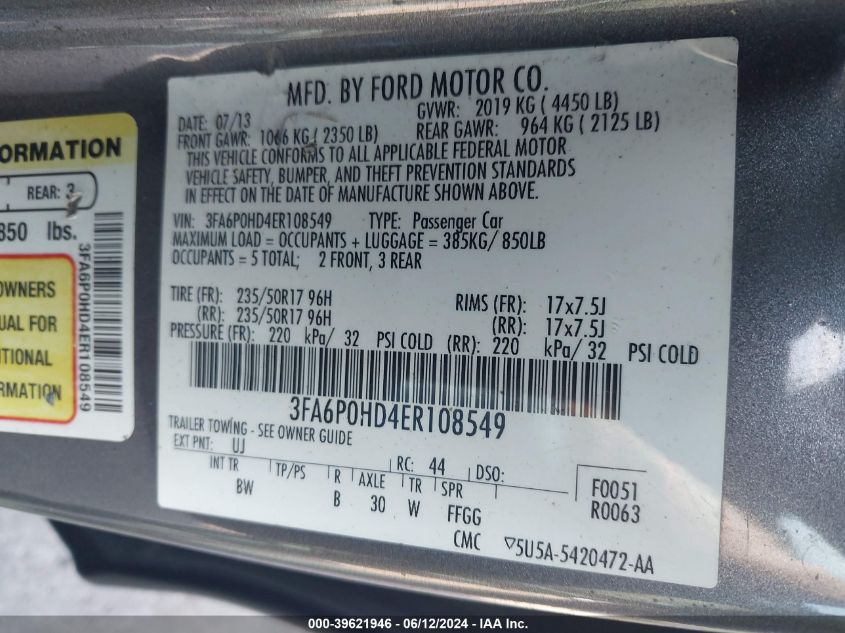 MFD. BY FORD MOTOR CO.
DATE: 07/13 GVWR: 2019 KG ( 4450 LB)
FRONT GAWR: 1066 KG ( 2350 LB) REAR GAWR: 964 KG ( 2125 LB)
THIS VEHICLE CONFORMS TO ALL APPLICABLE FEDERAL MOTOR
VEHICLE SAFETY, BUMPER, AND THEFT PREVENTION STANDARDS
IN EFFECT ON THE DATE OF MANUFACTURE SHOWN ABOVE.
VIN: 3FA6P0HD4ER108549 TYPE: Passenger Car
MAXIMUM LOAD = OCCUPANTS + LUGGAGE = 385KG/ 850LB
OCCUPANTS = 5 TOTAL; 2 FRONT, 3 REAR
TIRE (FR): 235/50R17 96H RIMS (FR): 17x7.5J
(RR): 235/50R17 96H (RR): 17x7.5J
PRESSURE (FR): 220 kPa/ 32 PSI COLD (RR): 220 kPa/ 32 PSI COLD
3FA6P0HD4ER108549
TRAILER TOWING - SEE OWNER GUIDE
EXT PNT: UJ RC: 44 DSO:
INT TR TP/PS R AXLE TR SPR F0051
BW B 30 W FFGG R0063
CMC ▽5U5A-5420472-AA
ORMATION
REAR: 3
850 lbs.
OWNERS
UAL FOR
ITIONAL
RMATION
3FA6P0HD4ER108549
000-39621946 - 06/12/2024 - IAAI.com.